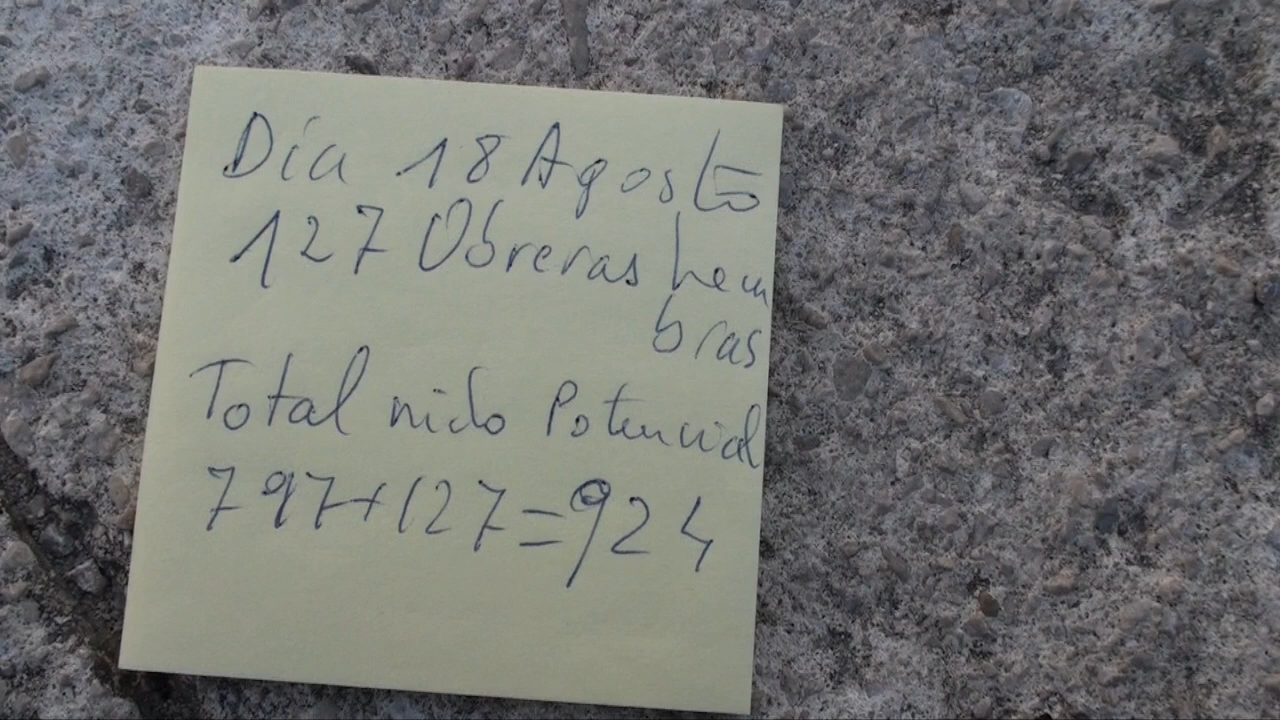 Día 18 Agosto
127 Obreras hem
bras
Total nido Potencial
797+127=924